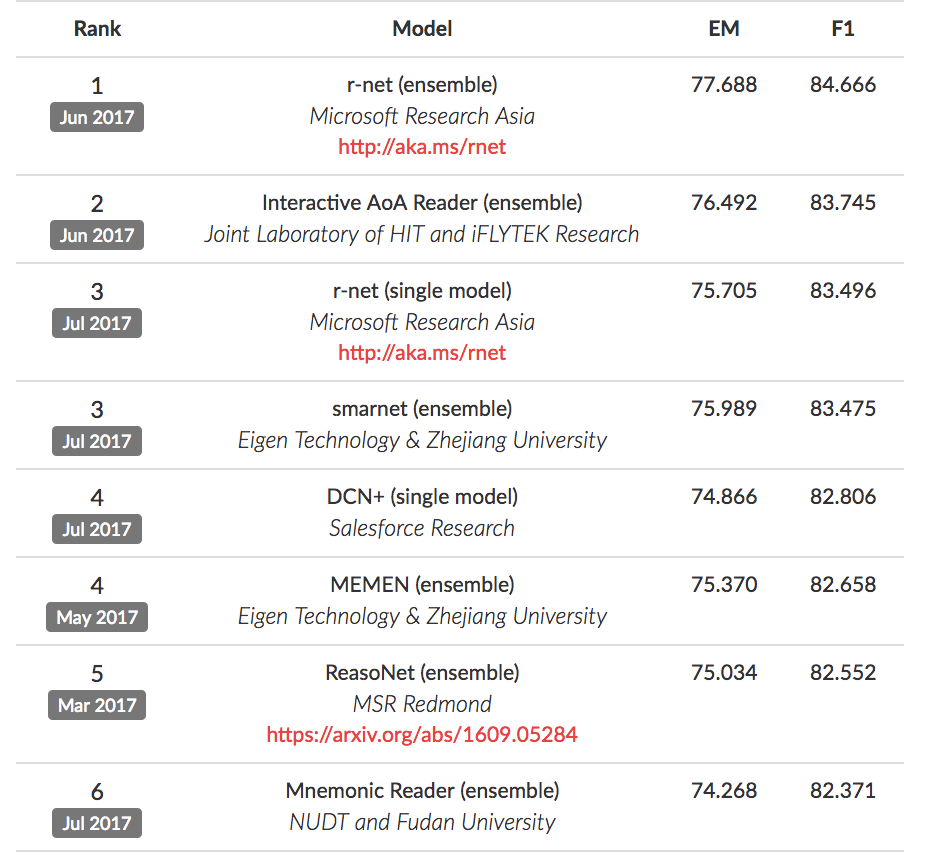 Rank Model EM F1
1 r-net (ensemble) 77.688 84.666
Jun 2017 Microsoft Research Asia
http://aka.ms/rnet
2 Interactive AoA Reader (ensemble) 76.492 83.745
Jun 2017 Joint Laboratory of HIT and iFLYTEK Research
3 r-net (single model) 75.705 83.496
Jul 2017 Microsoft Research Asia
http://aka.ms/rnet
3 smarnet (ensemble) 75.989 83.475
Jul 2017 Eigen Technology & Zhejiang University
4 DCN+ (single model) 74.866 82.806
Jul 2017 Salesforce Research
4 MEMEN (ensemble) 75.370 82.658
May 2017 Eigen Technology & Zhejiang University
5 ReasoNet (ensemble) 75.034 82.552
Mar 2017 MSR Redmond
https://arxiv.org/abs/1609.05284
6 Mnemonic Reader (ensemble) 74.268 82.371
Jul 2017 NUDT and Fudan University